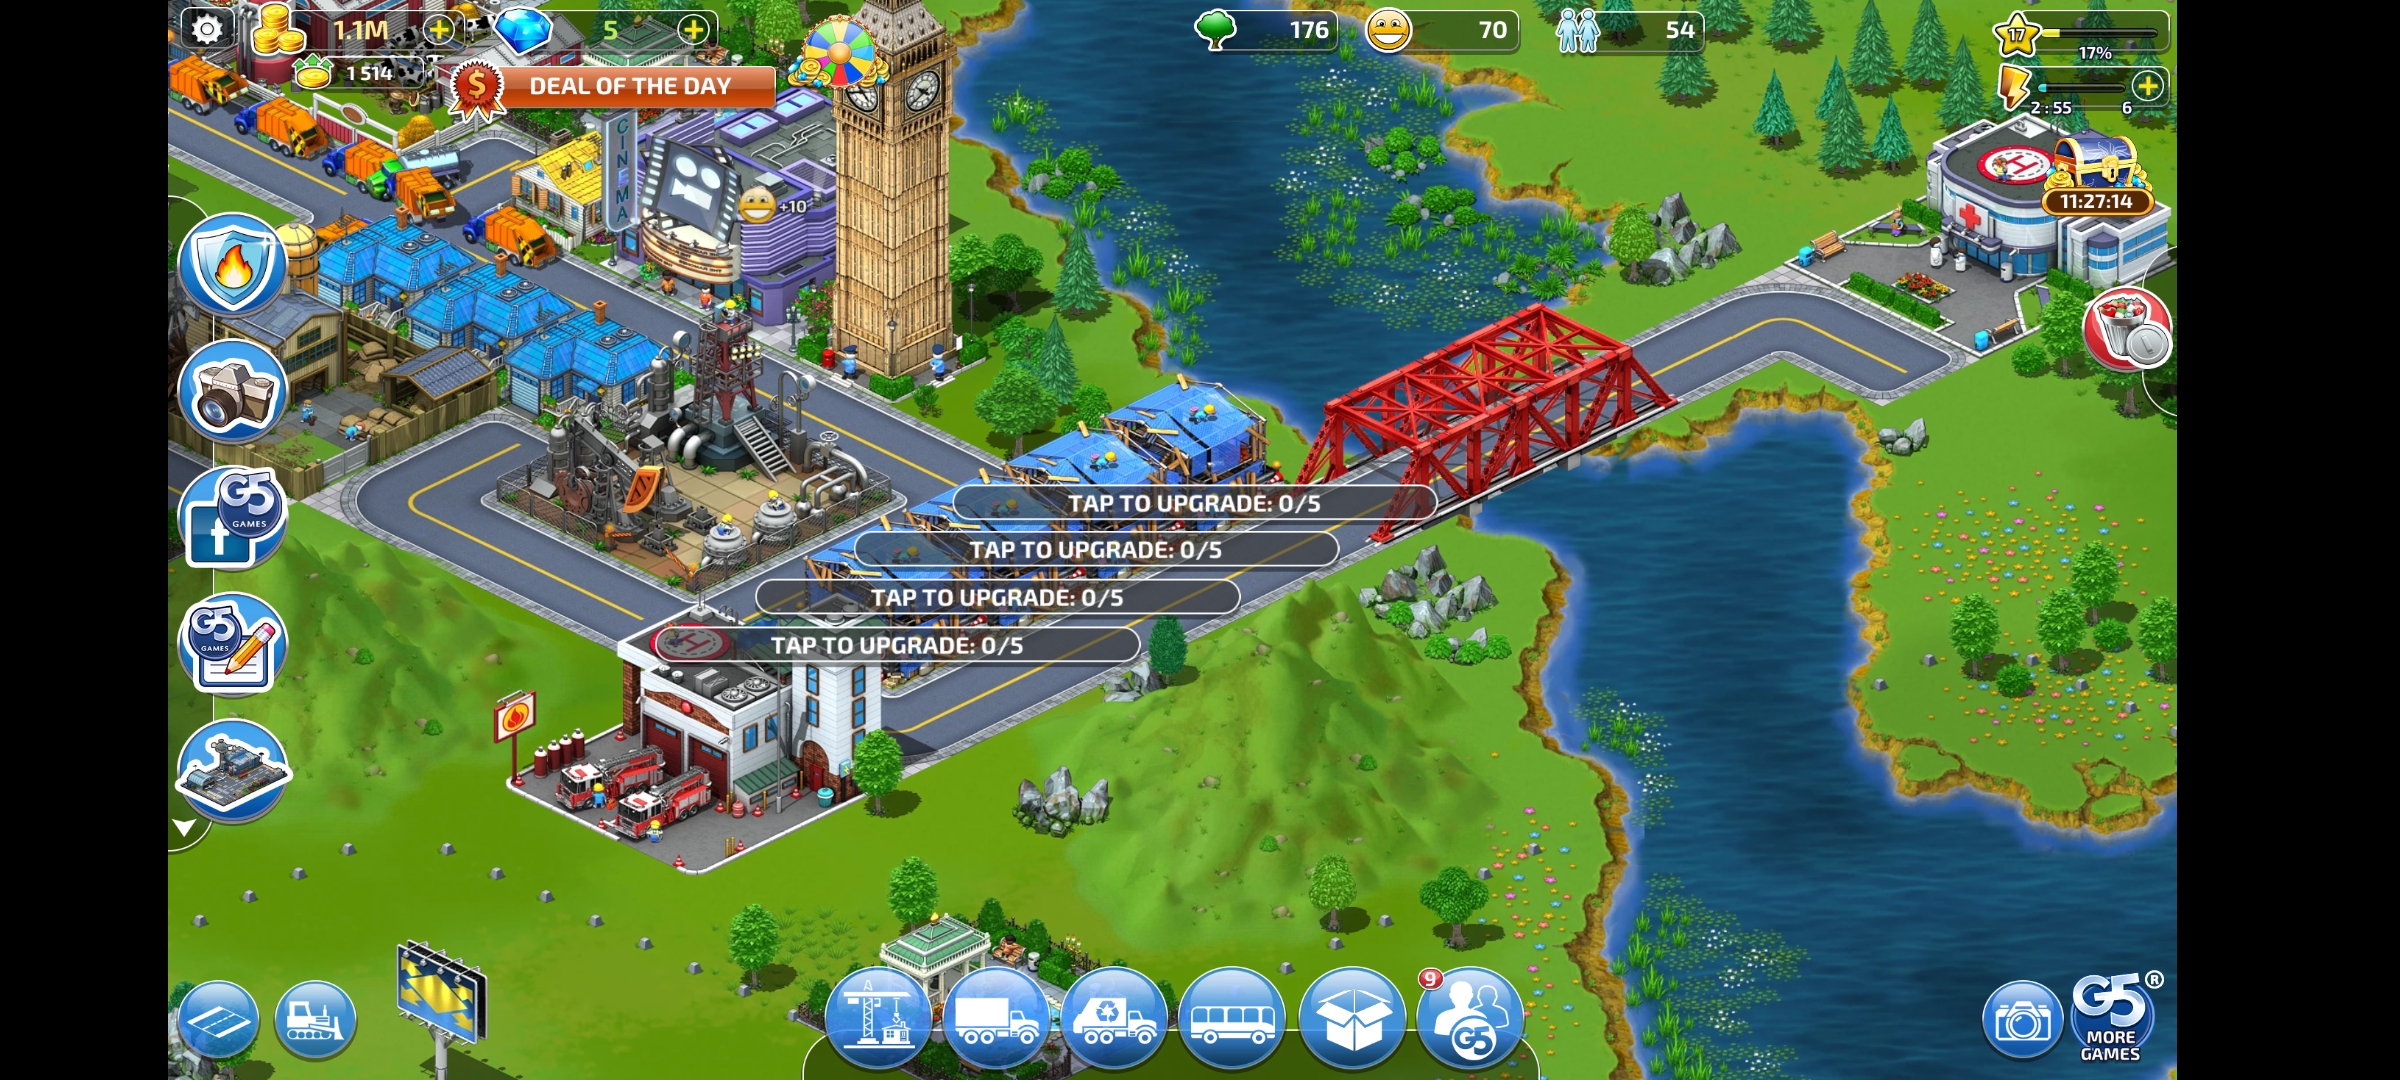 1.1M
5
176
70
54
17
17%
1 514
DEAL OF THE DAY
2:55
6
CINEMA
+10
11:27:14
G5
GAMES
TAP TO UPGRADE: 0/5
TAP TO UPGRADE: 0/5
TAP TO UPGRADE: 0/5
TAP TO UPGRADE: 0/5
G5
GAMES
H
H
9
G5
G5®
MORE
GAMES